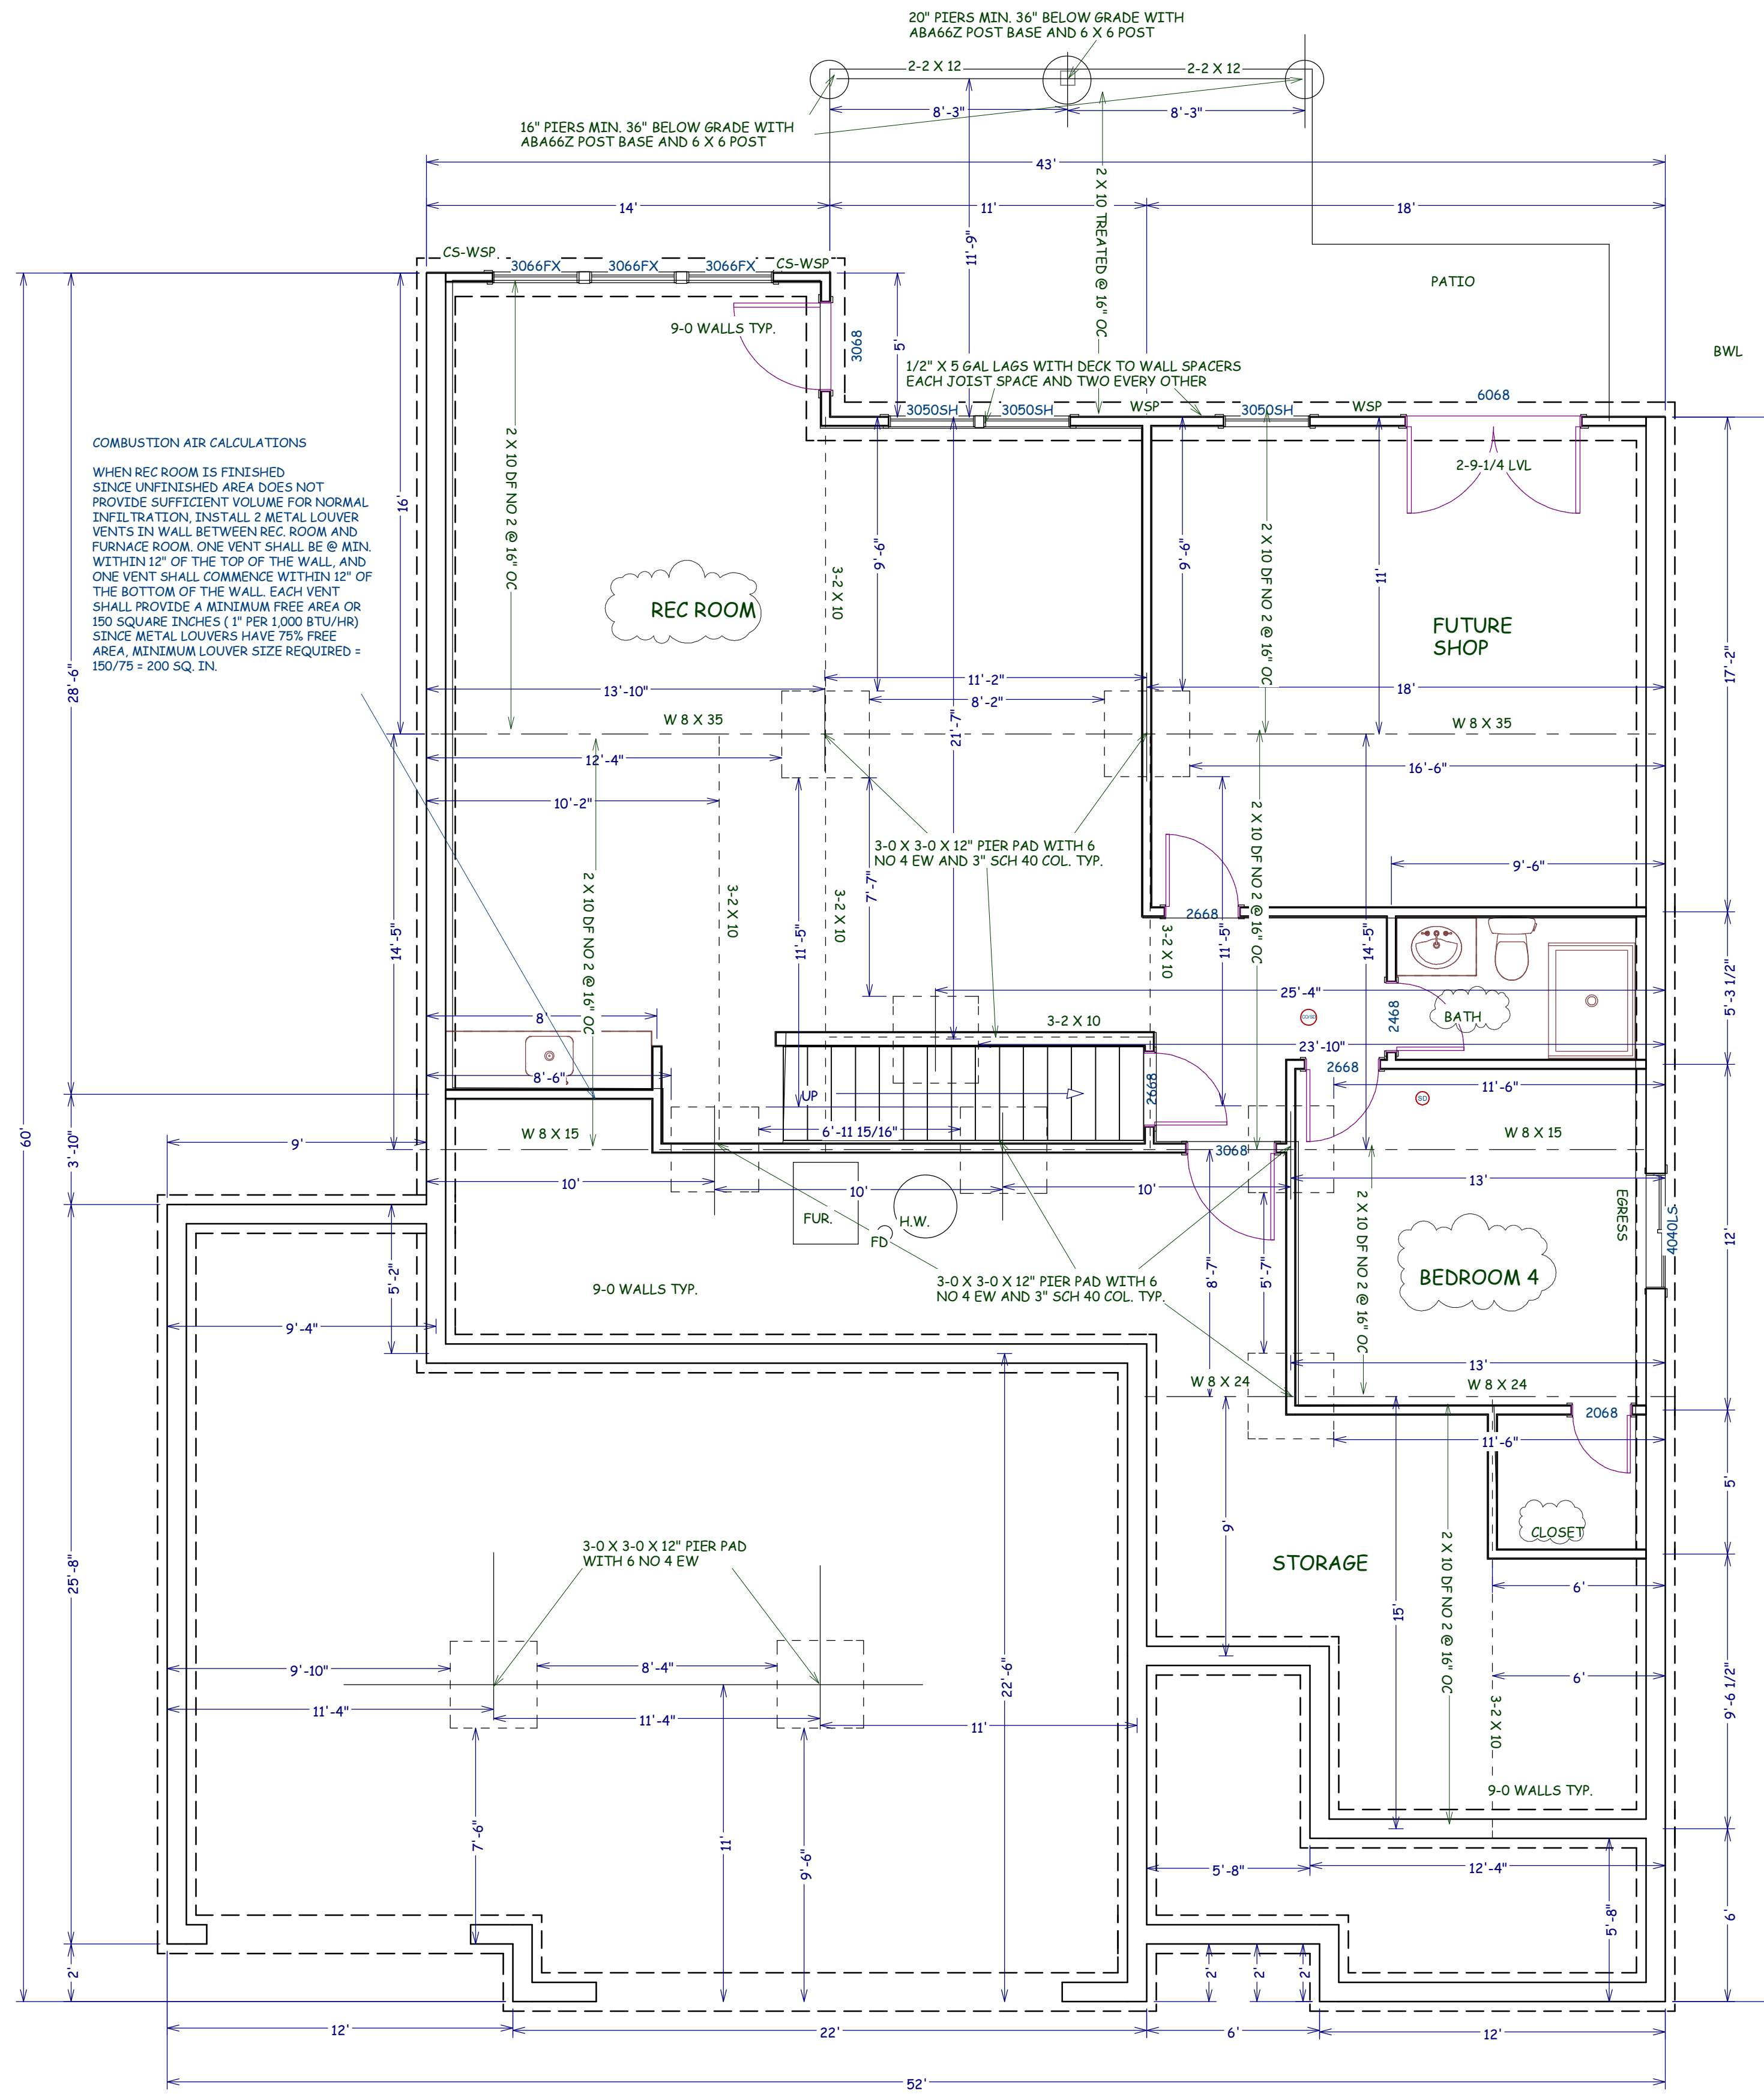 20" PIERS MIN. 36" BELOW GRADE WITH
ABA66Z POST BASE AND 6 X 6 POST
2-2 X 12
2-2 X 12
8'-3"
8'-3"
16" PIERS MIN. 36" BELOW GRADE WITH
ABA66Z POST BASE AND 6 X 6 POST
43'
14'
11'
18'
2 X 10 TREATED @ 16" OC
11'-9"
CS-WSP
3066FX
3066FX
3066FX
CS-WSP
PATIO
9-0 WALLS TYP.
3068
5'
BWL
1/2" X 5 GAL LAGS WITH DECK TO WALL SPACERS
EACH JOIST SPACE AND TWO EVERY OTHER
3050SH
3050SH
WSP
3050SH
WSP
6068
2-9-1/4 LVL
COMBUSTION AIR CALCULATIONS
WHEN REC ROOM IS FINISHED
SINCE UNFINISHED AREA DOES NOT
PROVIDE SUFFICIENT VOLUME FOR NORMAL
INFILTRATION, INSTALL 2 METAL LOUVER
VENTS IN WALL BETWEEN REC. ROOM AND
FURNACE ROOM. ONE VENT SHALL BE @ MIN.
WITHIN 12" OF THE TOP OF THE WALL, AND
ONE VENT SHALL COMMENCE WITHIN 12" OF
THE BOTTOM OF THE WALL. EACH VENT
SHALL PROVIDE A MINIMUM FREE AREA OR
150 SQUARE INCHES ( 1" PER 1,000 BTU/HR)
SINCE METAL LOUVERS HAVE 75% FREE
AREA, MINIMUM LOUVER SIZE REQUIRED =
150/75 = 200 SQ. IN.
16'
2 X 10 DF NO 2 @ 16" OC
9'-6"
9'-6"
2 X 10 DF NO 2 @ 16" OC
11'
3-2 X 10
REC ROOM
FUTURE
SHOP
28'-6"
17'-2"
13'-10"
11'-2"
8'-2"
18'
W 8 X 35
21'-7"
W 8 X 35
12'-4"
16'-6"
10'-2"
3-0 X 3-0 X 12" PIER PAD WITH 6
NO 4 EW AND 3" SCH 40 COL. TYP.
2 X 10 DF NO 2 @ 16" OC
9'-6"
7'-7"
14'-5"
2 X 10 DF NO 2 @ 16" OC
3-2 X 10
3-2 X 10
11'-5"
2668
3-2 X 10
11'-5"
14'-5"
5'-3 1/2"
25'-4"
BATH
2468
8'
3-2 X 10
23'-10"
2668
8'-6"
UP
2668
11'-6"
SD
60'
3'-10"
9'
W 8 X 15
6'-11 15/16"
3068
W 8 X 15
10'
10'
10'
13'
EGRESS
4040LS
FUR.
H.W.
FD
2 X 10 DF NO 2 @ 16" OC
12'
5'-2"
9-0 WALLS TYP.
3-0 X 3-0 X 12" PIER PAD WITH 6
NO 4 EW AND 3" SCH 40 COL. TYP.
8'-7"
5'-7"
BEDROOM 4
9'-4"
13'
W 8 X 24
W 8 X 24
2068
11'-6"
5'
9'
CLOSET
3-0 X 3-0 X 12" PIER PAD
WITH 6 NO 4 EW
STORAGE
25'-8"
6'
15'
2 X 10 DF NO 2 @ 16" OC
9'-10"
8'-4"
22'-6"
6'
9'-6 1/2"
11'-4"
11'-4"
11'
3-2 X 10
9-0 WALLS TYP.
7'-6"
11'
9'-6"
5'-8"
12'-4"
5'-8"
6'
2'
2'
2'
2'
12'
22'
6'
12'
52'